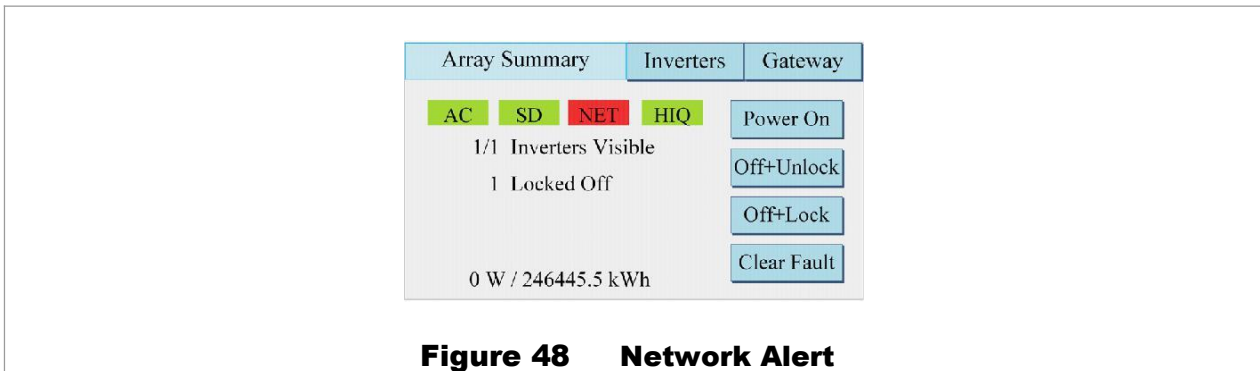 Array Summary Inverters Gateway
AC SD NET HIQ Power On
1/1 Inverters Visible
Off+Unlock
1 Locked Off
Off+Lock
Clear Fault
0 W / 246445.5 kWh
Figure 48 Network Alert